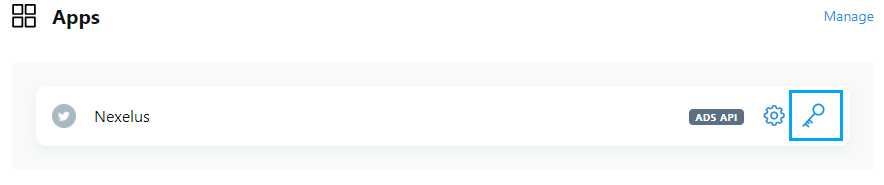 Apps
Manage
Nexelus
ADS API